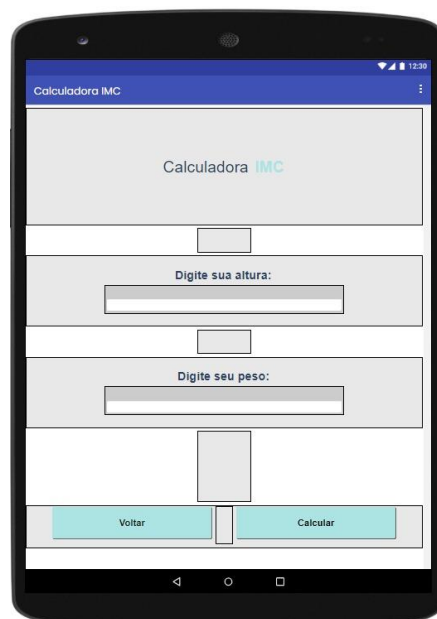 12:30
Calculadora IMC
Calculadora IMC
Digite sua altura:
Digite seu peso:
Voltar Calcular